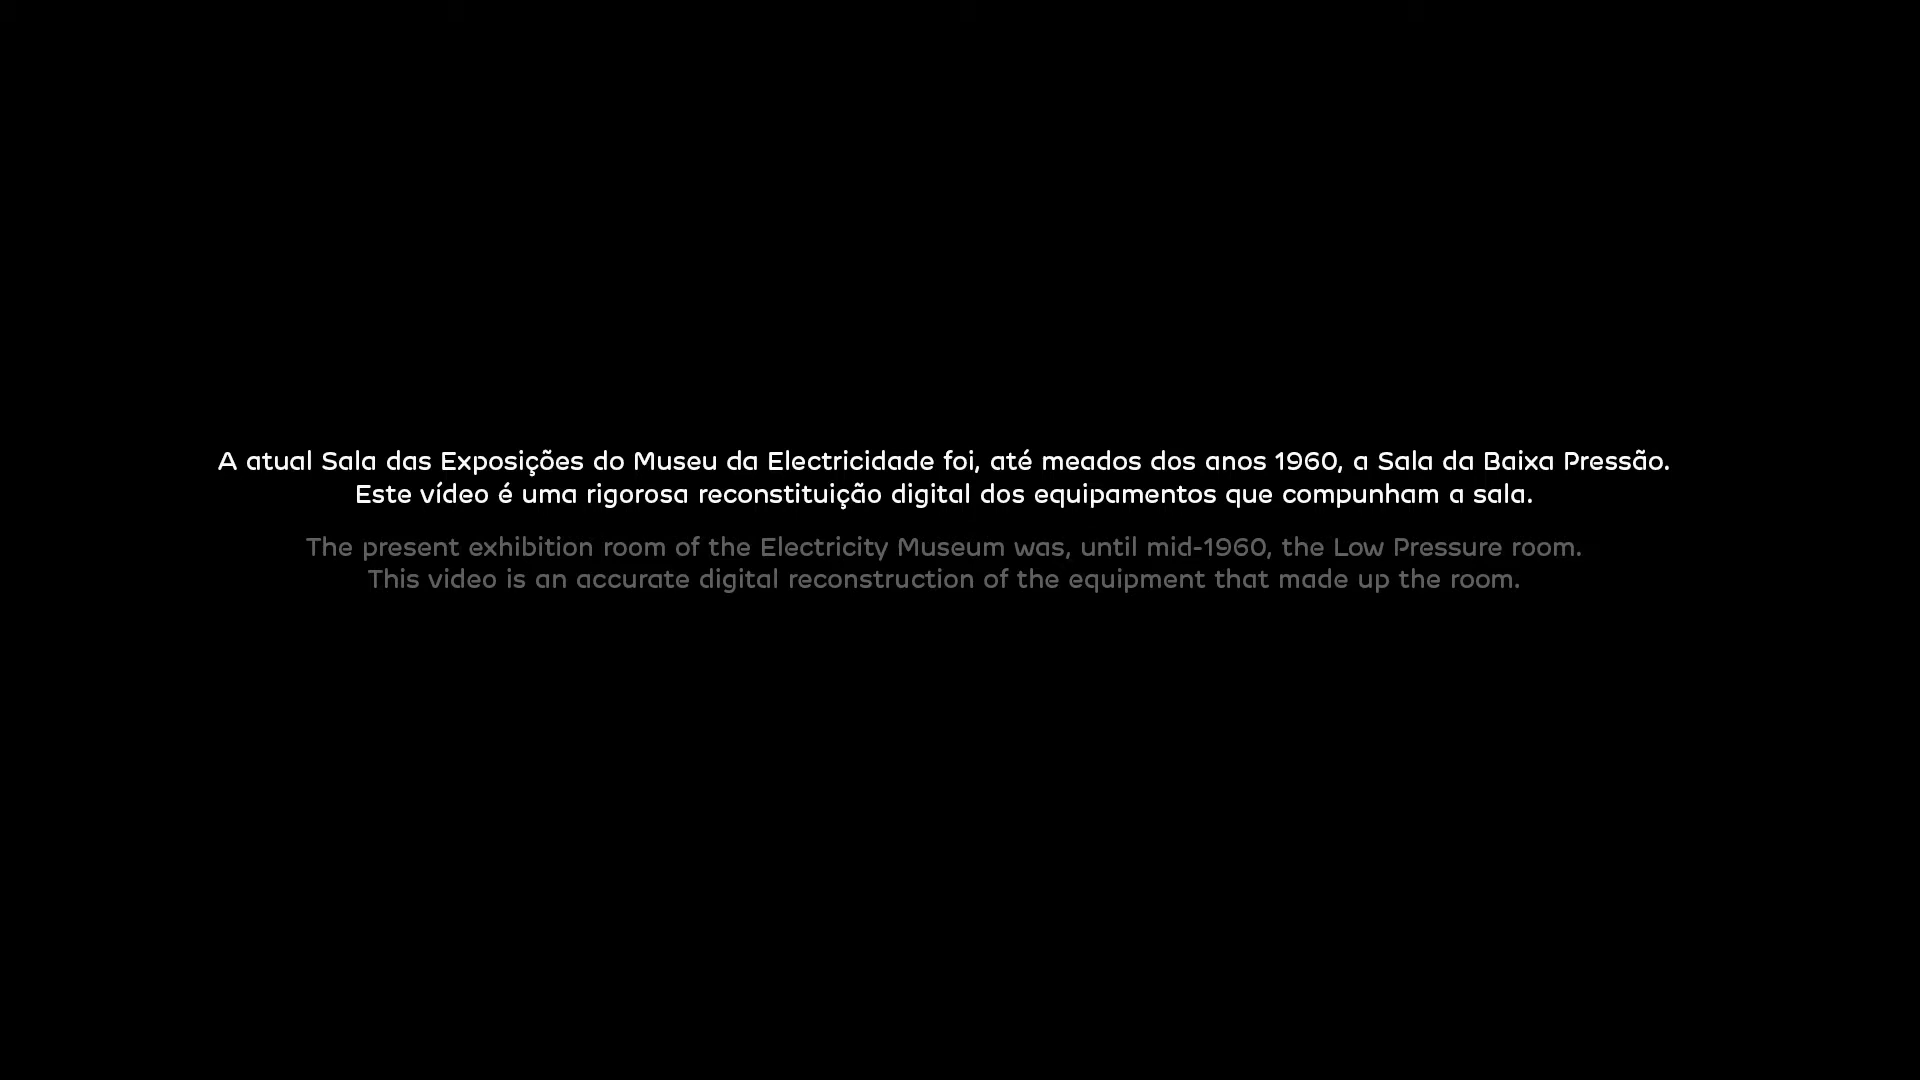 A atual Sala das Exposições do Museu da Electricidade foi, até meados dos anos 1960, a Sala da Baixa Pressão.
Este vídeo é uma rigorosa reconstituição digital dos equipamentos que compunham a sala.
The present exhibition room of the Electricity Museum was, until mid-1960, the Low Pressure room.
This video is an accurate digital reconstruction of the equipment that made up the room.